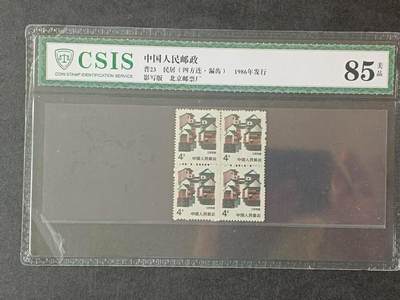 CSIS
COIN STAMP IDENTIFICATION SERVICE
中国人民邮政
普23 民居（四方连·漏齿） 1986年发行
影写版 北京邮票厂
85 美品
4分 4分
中国人民邮政 中国人民邮政
4分 4分
中国人民邮政 中国人民邮政